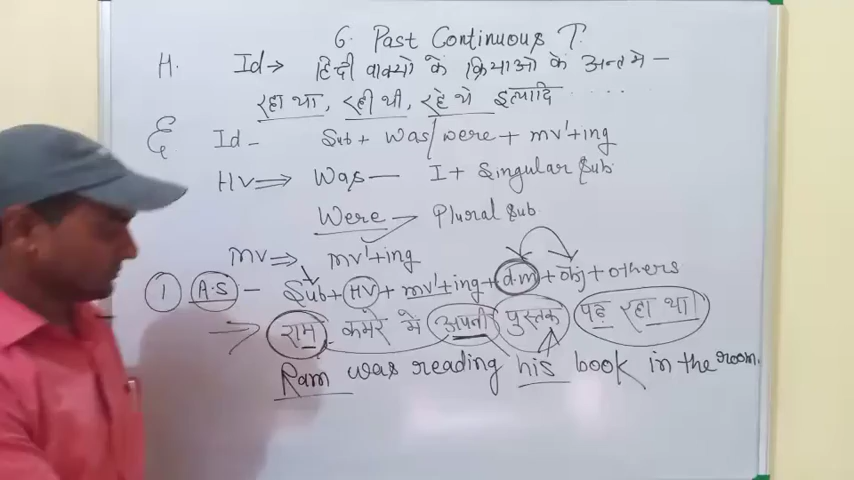 6. Past Continuous T.
H. Id→ हिंदी वाक्यो के क्रियाओ के अन्त मे —
रहा था, रही थी, रहे थे इत्यादि . . . . .
E Id - Sub + was/were + mv'+ing
HV ⇒ Was — I + Singular Sub.
Were → Plural Sub.
mv ⇒ mv'+ing
① A.S - Sub + HV + mv'+ing + d.m + obj + others
⇒ राम कमरे में अपनी पुस्तक पढ़ रहा था।
Ram was reading his book in the room.